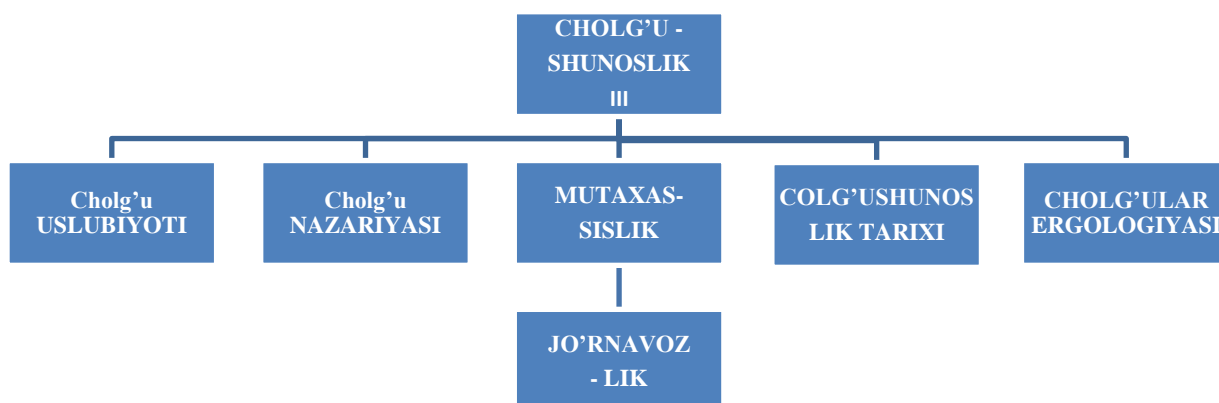 CHOLG’U -
SHUNOSLIK
III
Cholg’u
USLUBIYOTI
Cholg’u
NAZARIYASI
MUTAXAS-
SISLIK
COLG’USHUNOS
LIK TARIXI
CHOLG’ULAR
ERGOLOGIYASI
JO’RNAVOZ
- LIK